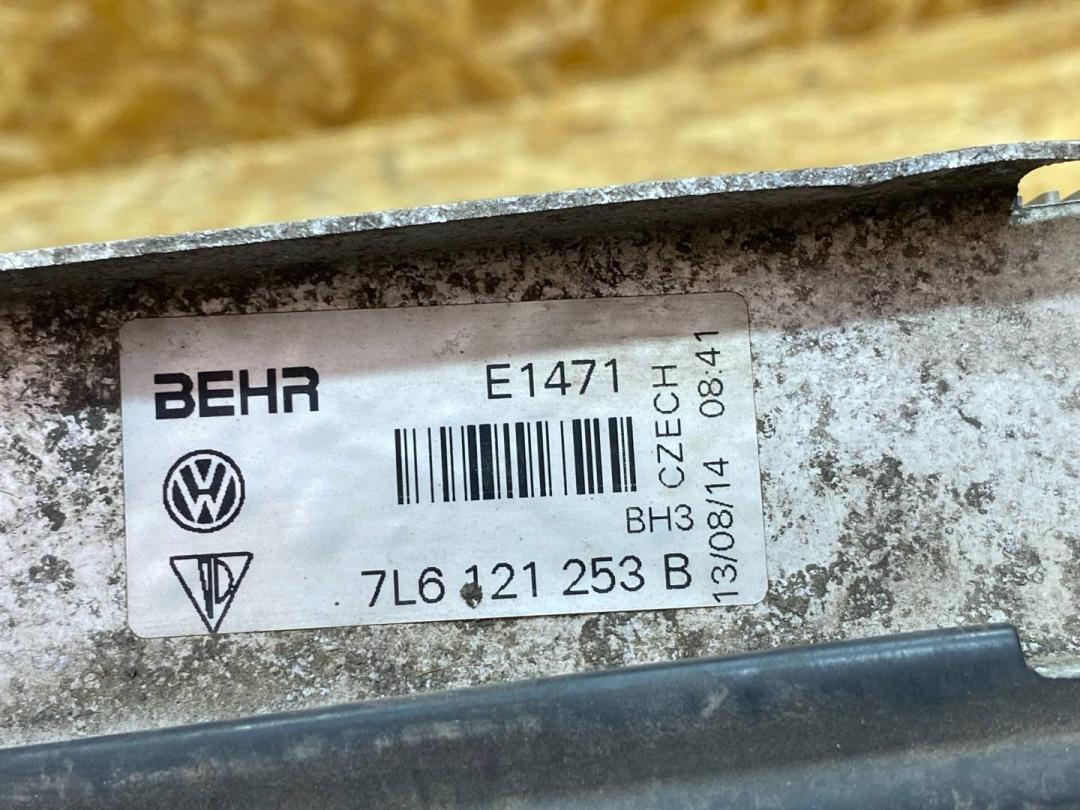 BEHR
E1471
BH3
7L6 121 253 B
CZECH
13/08/14 08:41